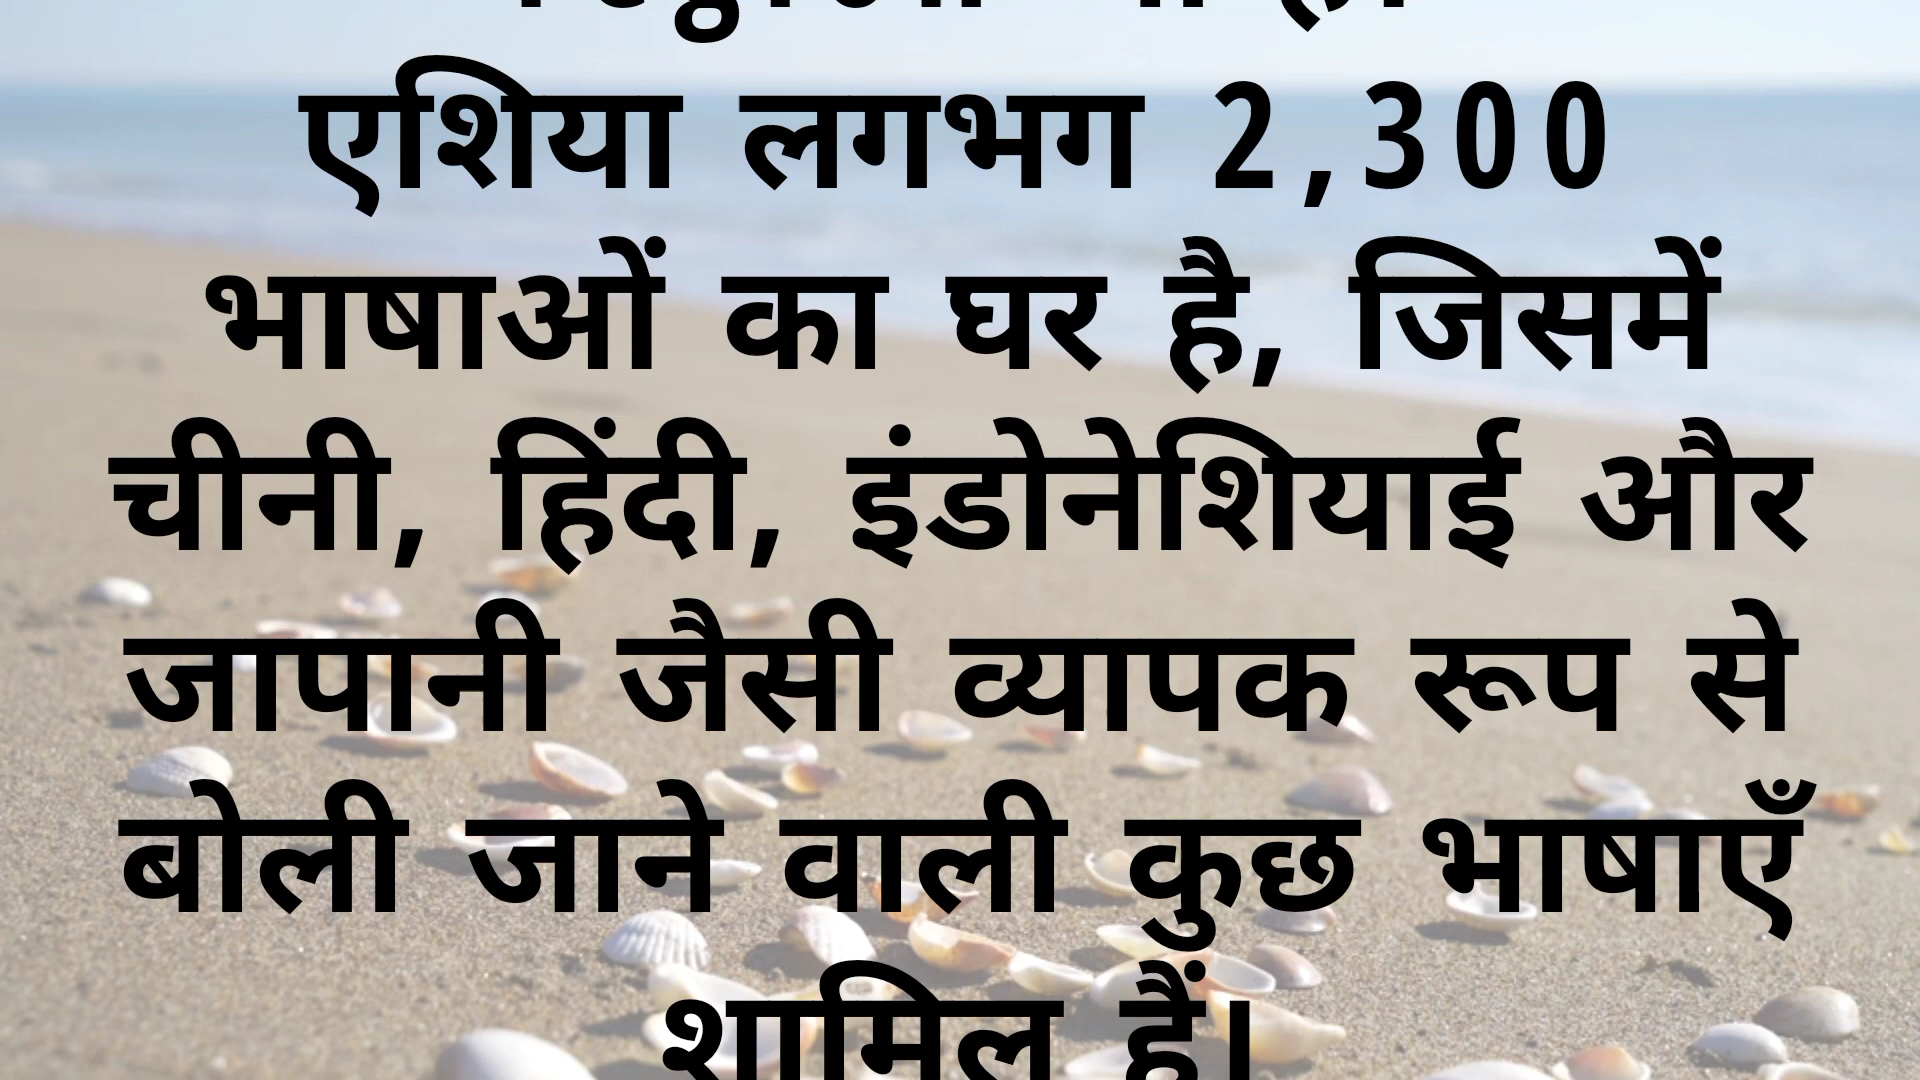 एशिया लगभग 2,300
भाषाओं का घर है, जिसमें
चीनी, हिंदी, इंडोनेशियाई और
जापानी जैसी व्यापक रूप से
बोली जाने वाली कुछ भाषाएँ
शामिल हैं।